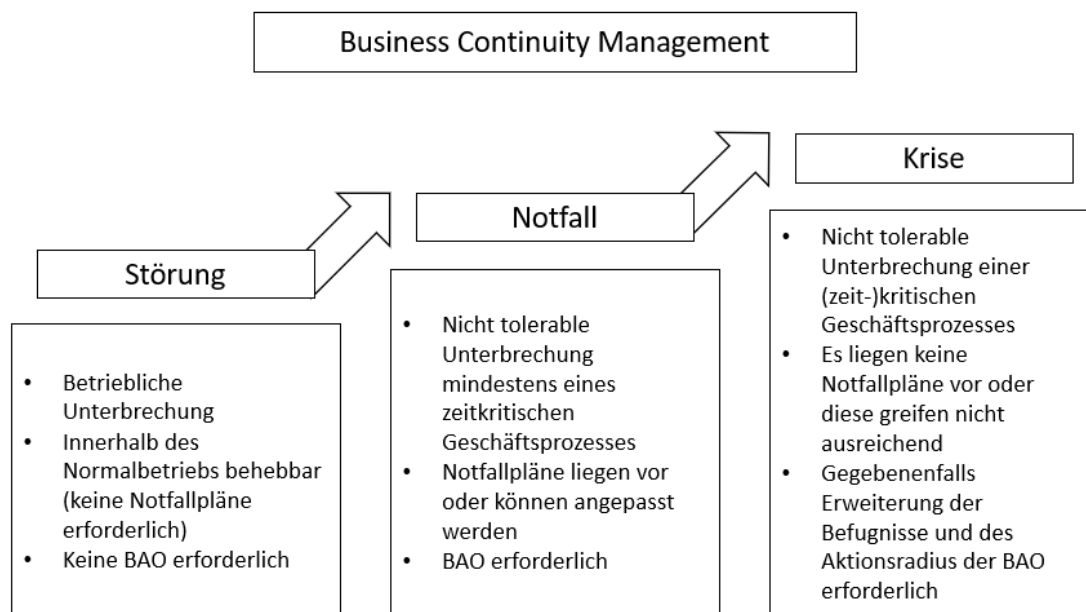 Business Continuity Management
Störung
• Betriebliche
Unterbrechung
• Innerhalb des
Normalbetriebs behebbar
(keine Notfallpläne
erforderlich)
• Keine BAO erforderlich
Notfall
• Nicht tolerable
Unterbrechung
mindestens eines
zeitkritischen
Geschäftsprozesses
• Notfallpläne liegen vor
oder können angepasst
werden
• BAO erforderlich
Krise
• Nicht tolerable
Unterbrechung einer
(zeit-)kritischen
Geschäftsprozesses
• Es liegen keine
Notfallpläne vor oder
diese greifen nicht
ausreichend
• Gegebenenfalls
Erweiterung der
Befugnisse und des
Aktionsradius der BAO
erforderlich